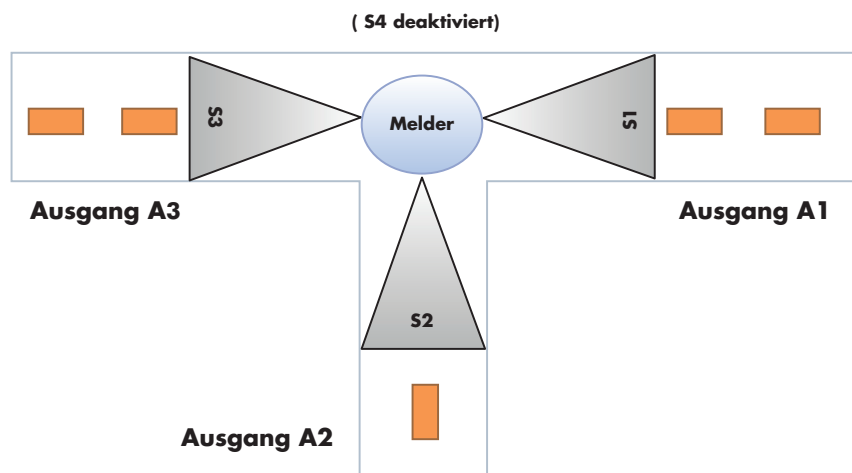 ( S4 deaktiviert)
S3
Melder
S1
Ausgang A3
Ausgang A1
S2
Ausgang A2